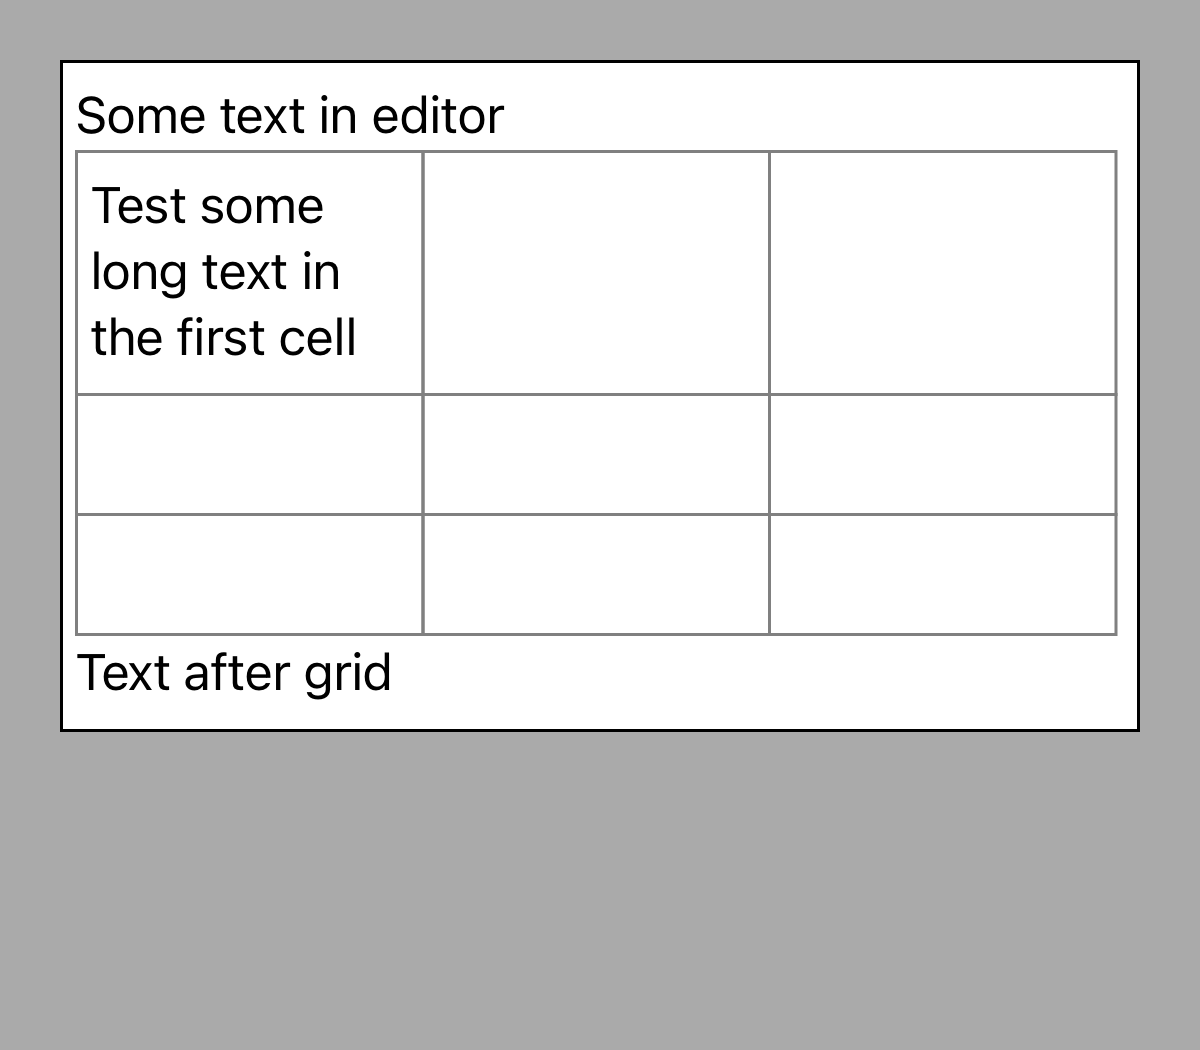 Some text in editor
Test some
long text in
the first cell
Text after grid